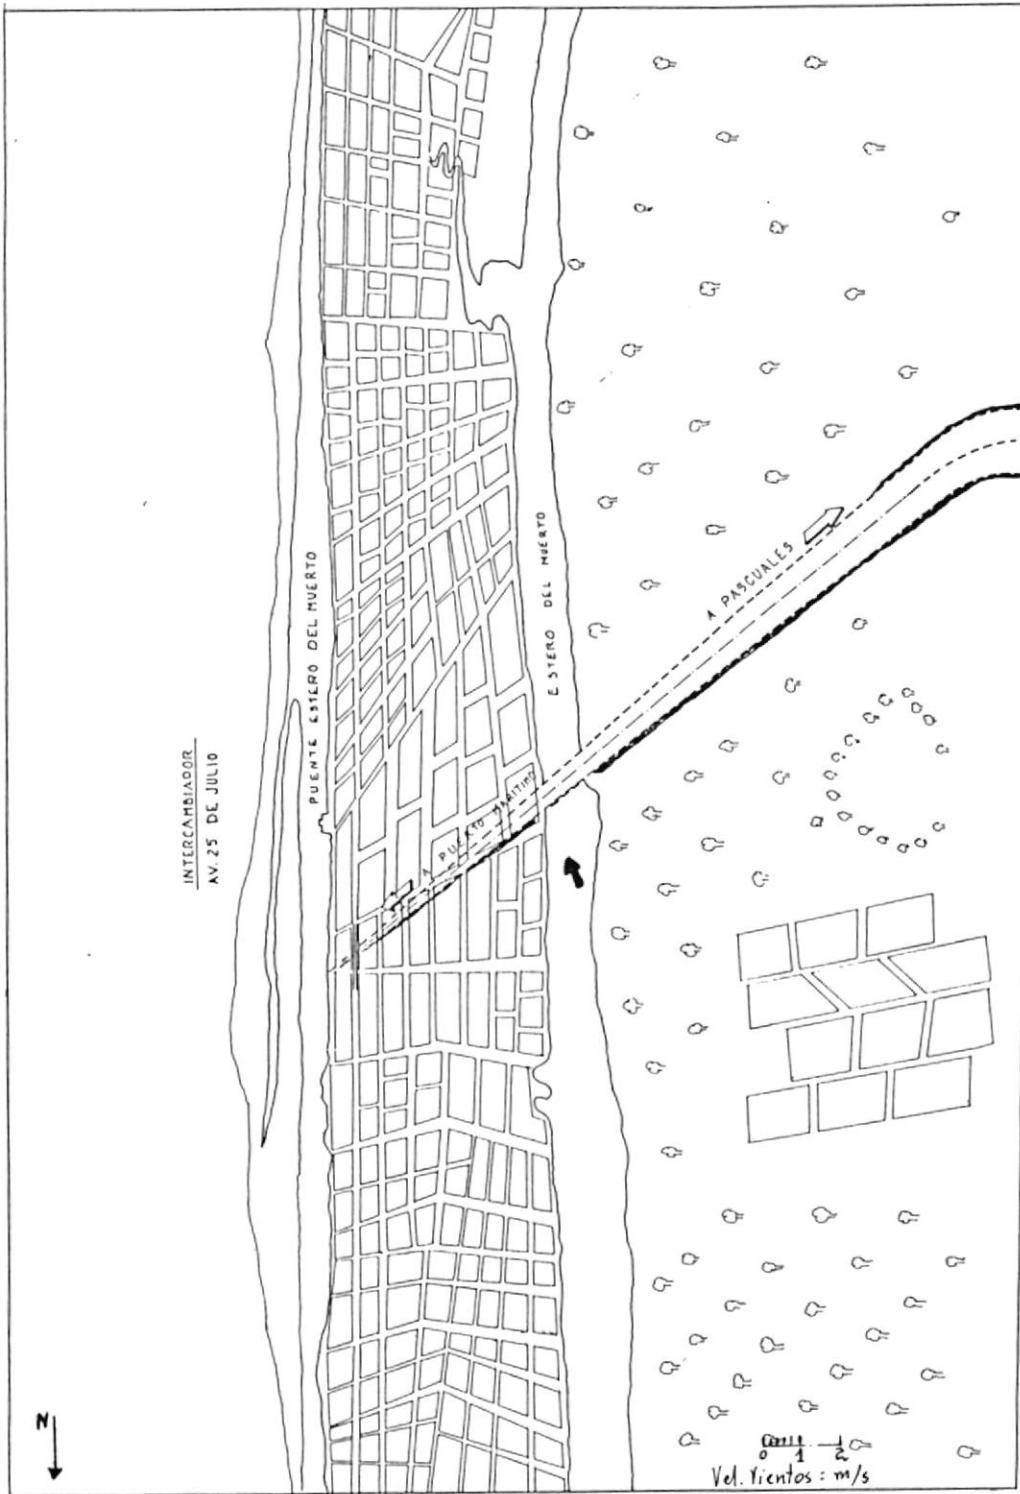 A PASCUALES
ESTERO DEL MUERTO
PUENTE ESTERO DEL MUERTO
A PUERTO MARITIMO
INTERCAMBIADOR
AV. 25 DE JULIO
N
0 1 2
Vel. Vientos : m/s